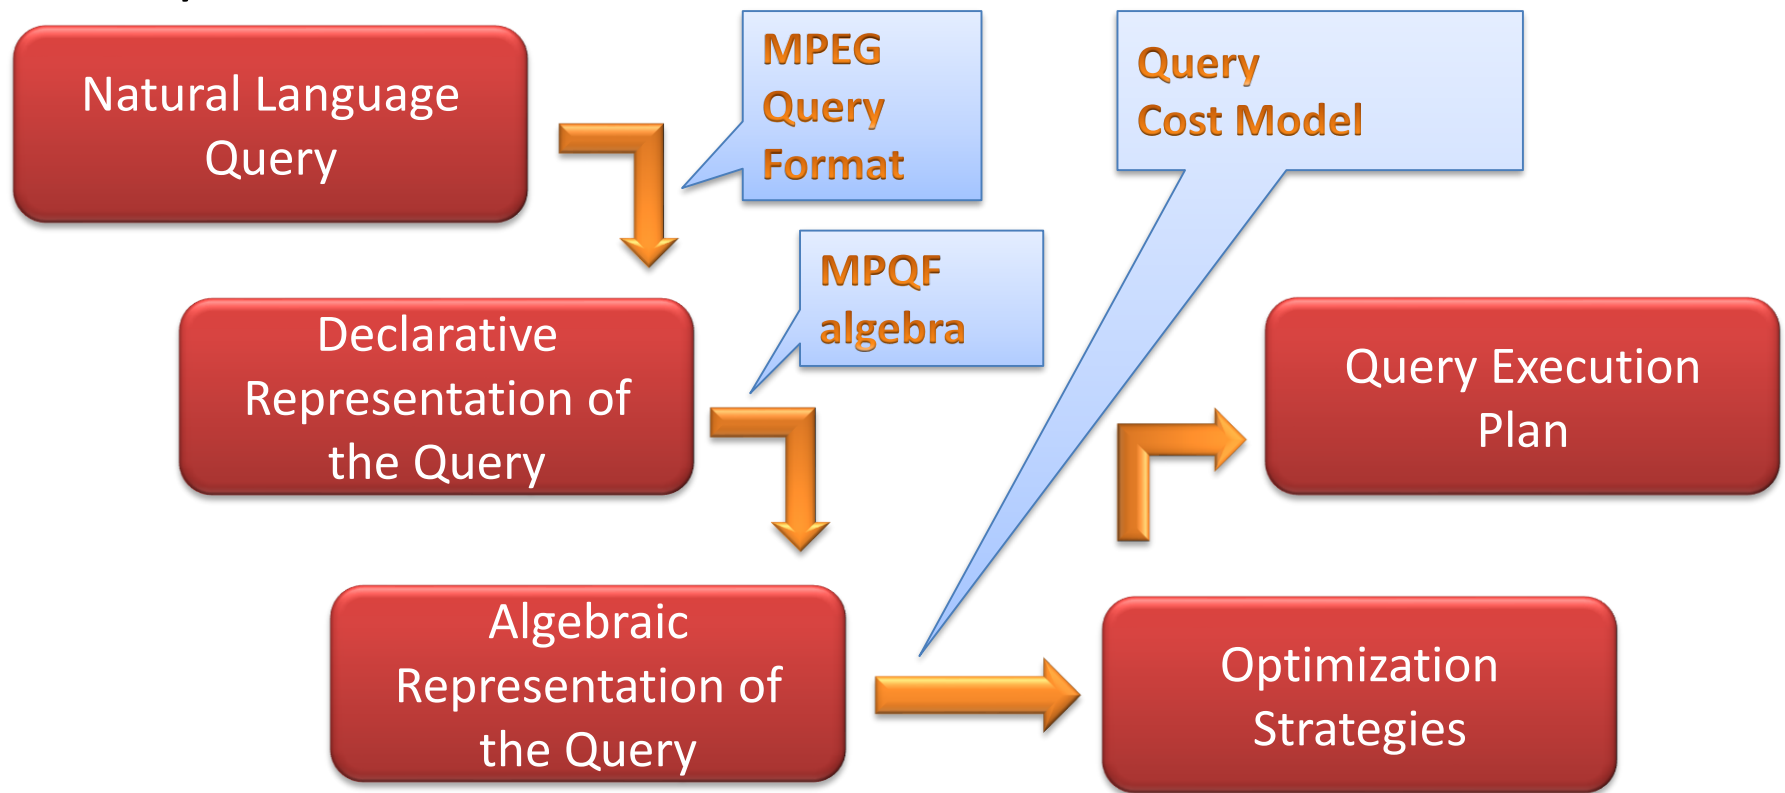 Natural Language
Query
MPEG
Query
Format
Query
Cost Model
MPQF
algebra
Declarative
Representation of
the Query
Query Execution
Plan
Algebraic
Representation of
the Query
Optimization
Strategies